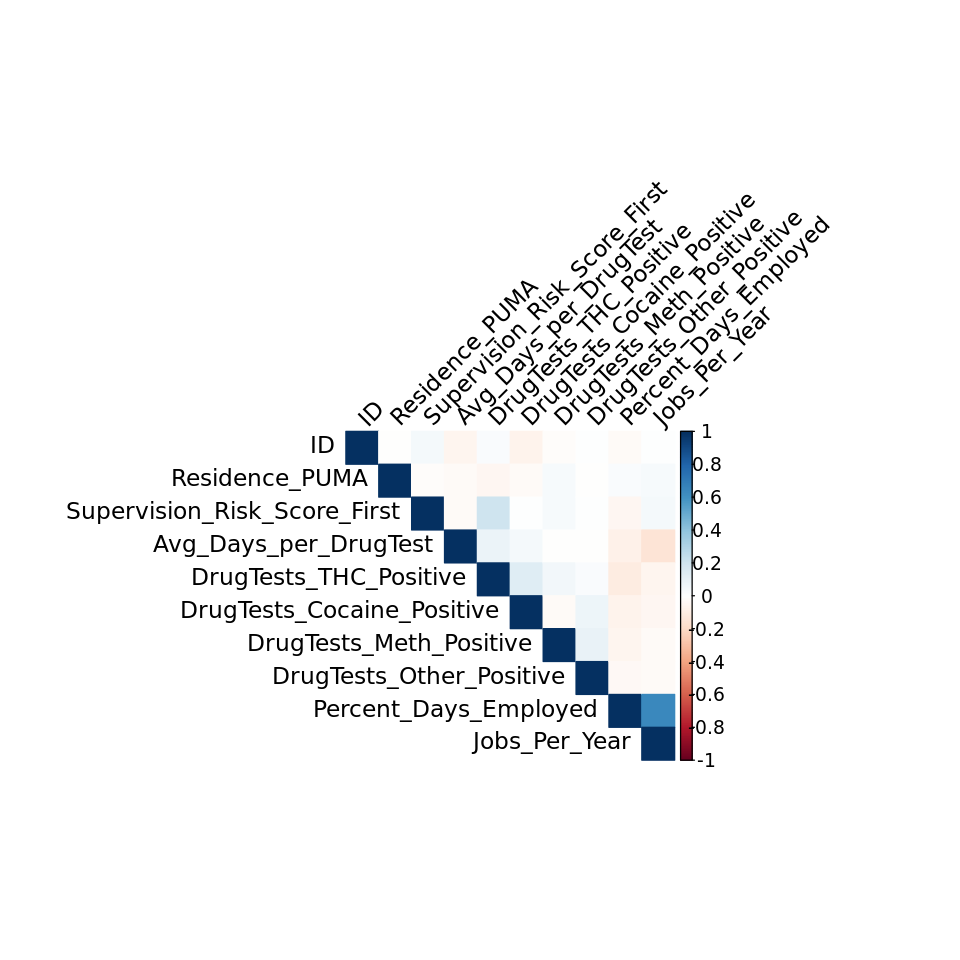 ID
Residence_PUMA
Supervision_Risk_Score_First
Avg_Days_per_DrugTest
DrugTests_THC_Positive
DrugTests_Cocaine_Positive
DrugTests_Meth_Positive
DrugTests_Other_Positive
Percent_Days_Employed
Jobs_Per_Year
ID
Residence_PUMA
Supervision_Risk_Score_First
Avg_Days_per_DrugTest
DrugTests_THC_Positive
DrugTests_Cocaine_Positive
DrugTests_Meth_Positive
DrugTests_Other_Positive
Percent_Days_Employed
Jobs_Per_Year
1
0.8
0.6
0.4
0.2
0
-0.2
-0.4
-0.6
-0.8
-1